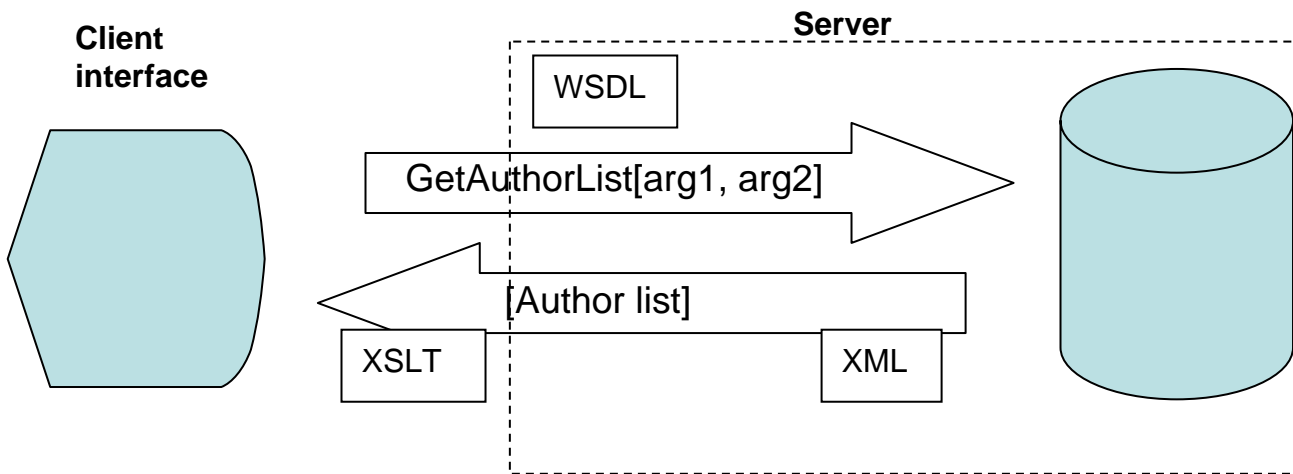 Client
interface
Server
WSDL
GetAuthorList[arg1, arg2]
[Author list]
XSLT
XML